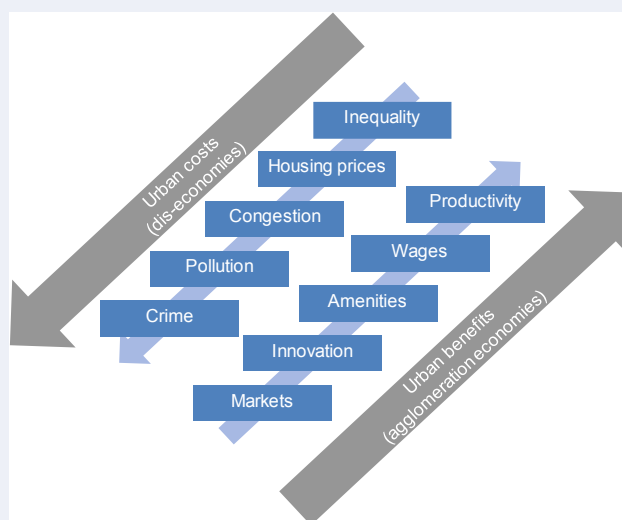 Urban costs
(dis-economies)
Inequality
Housing prices
Congestion
Pollution
Crime
Productivity
Wages
Amenities
Innovation
Markets
Urban benefits
(agglomeration economies)